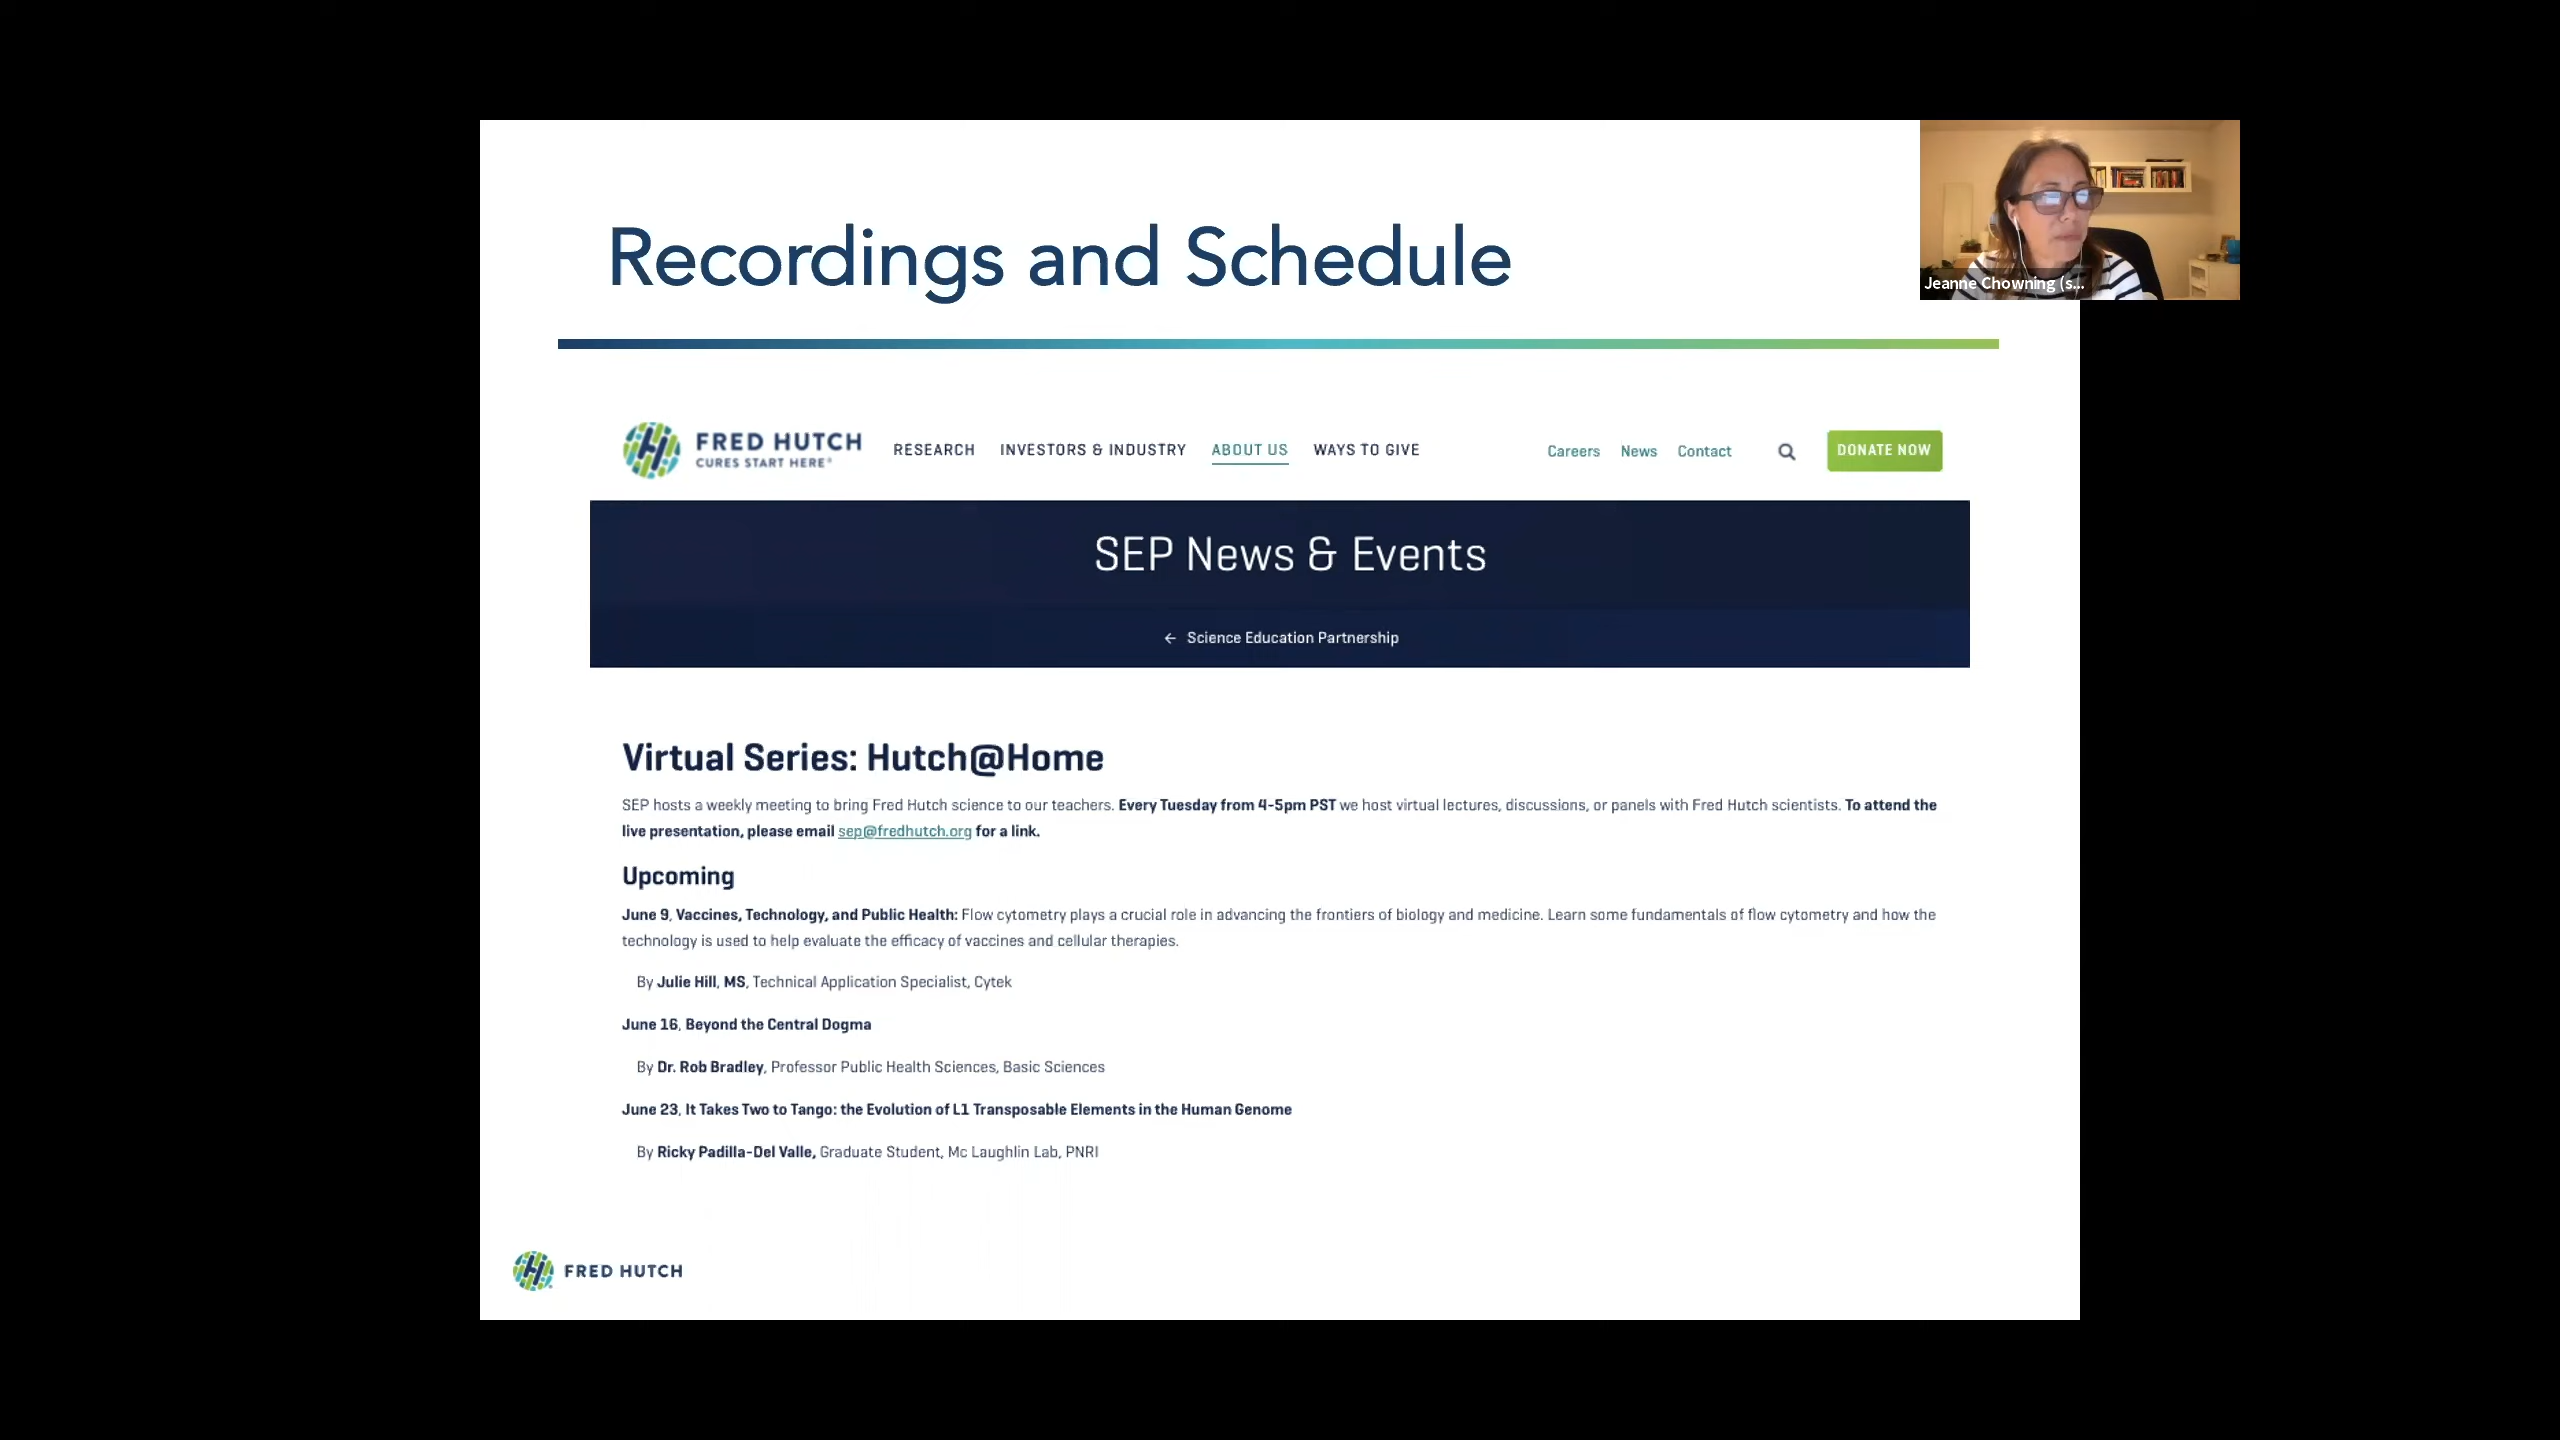 Recordings and Schedule
Jeanne Chowning (s...
FRED HUTCH
CURES START HERE®
RESEARCH INVESTORS & INDUSTRY ABOUT US WAYS TO GIVE Careers News Contact DONATE NOW
SEP News & Events
← Science Education Partnership
Virtual Series: Hutch@Home
SEP hosts a weekly meeting to bring Fred Hutch science to our teachers. Every Tuesday from 4-5pm PST we host virtual lectures, discussions, or panels with Fred Hutch scientists. To attend the
live presentation, please email sep@fredhutch.org for a link.
Upcoming
June 9, Vaccines, Technology, and Public Health: Flow cytometry plays a crucial role in advancing the frontiers of biology and medicine. Learn some fundamentals of flow cytometry and how the
technology is used to help evaluate the efficacy of vaccines and cellular therapies.
By Julie Hill, MS, Technical Application Specialist, Cytek
June 16, Beyond the Central Dogma
By Dr. Rob Bradley, Professor Public Health Sciences, Basic Sciences
June 23, It Takes Two to Tango: the Evolution of L1 Transposable Elements in the Human Genome
By Ricky Padilla-Del Valle, Graduate Student, Mc Laughlin Lab, PNRI
FRED HUTCH